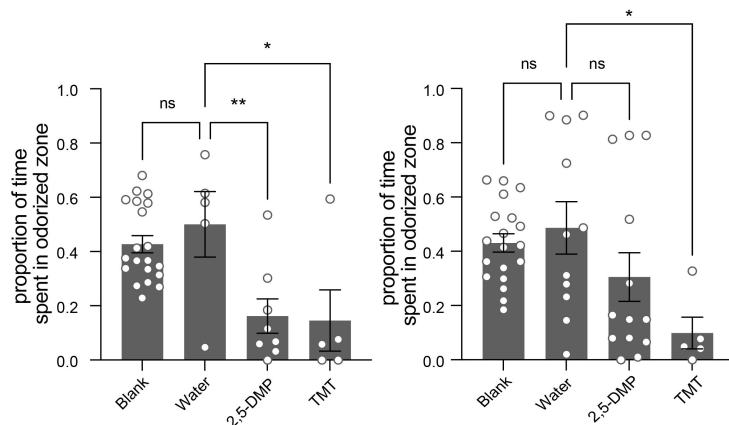 *
ns
**
1.0
0.8
0.6
0.4
0.2
0.0
proportion of time
spent in odorized zone
Blank
Water
2,5-DMP
TMT
*
ns
ns
1.0
0.8
0.6
0.4
0.2
0.0
proportion of time
spent in odorized zone
Blank
Water
2,5-DMP
TMT